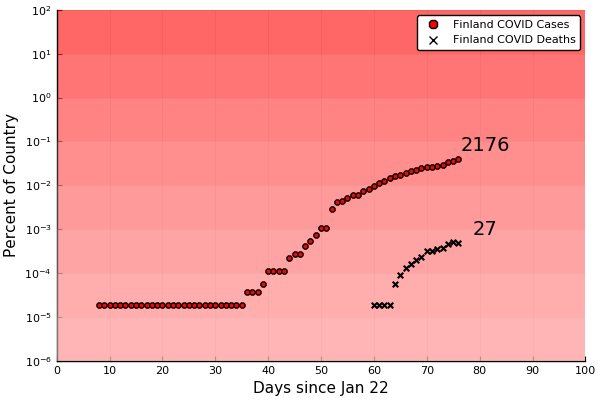 Finland COVID Cases
Finland COVID Deaths
Percent of Country
10²
10¹
10⁰
10⁻¹
10⁻²
10⁻³
10⁻⁴
10⁻⁵
10⁻⁶
2176
27
0 10 20 30 40 50 60 70 80 90 100
Days since Jan 22